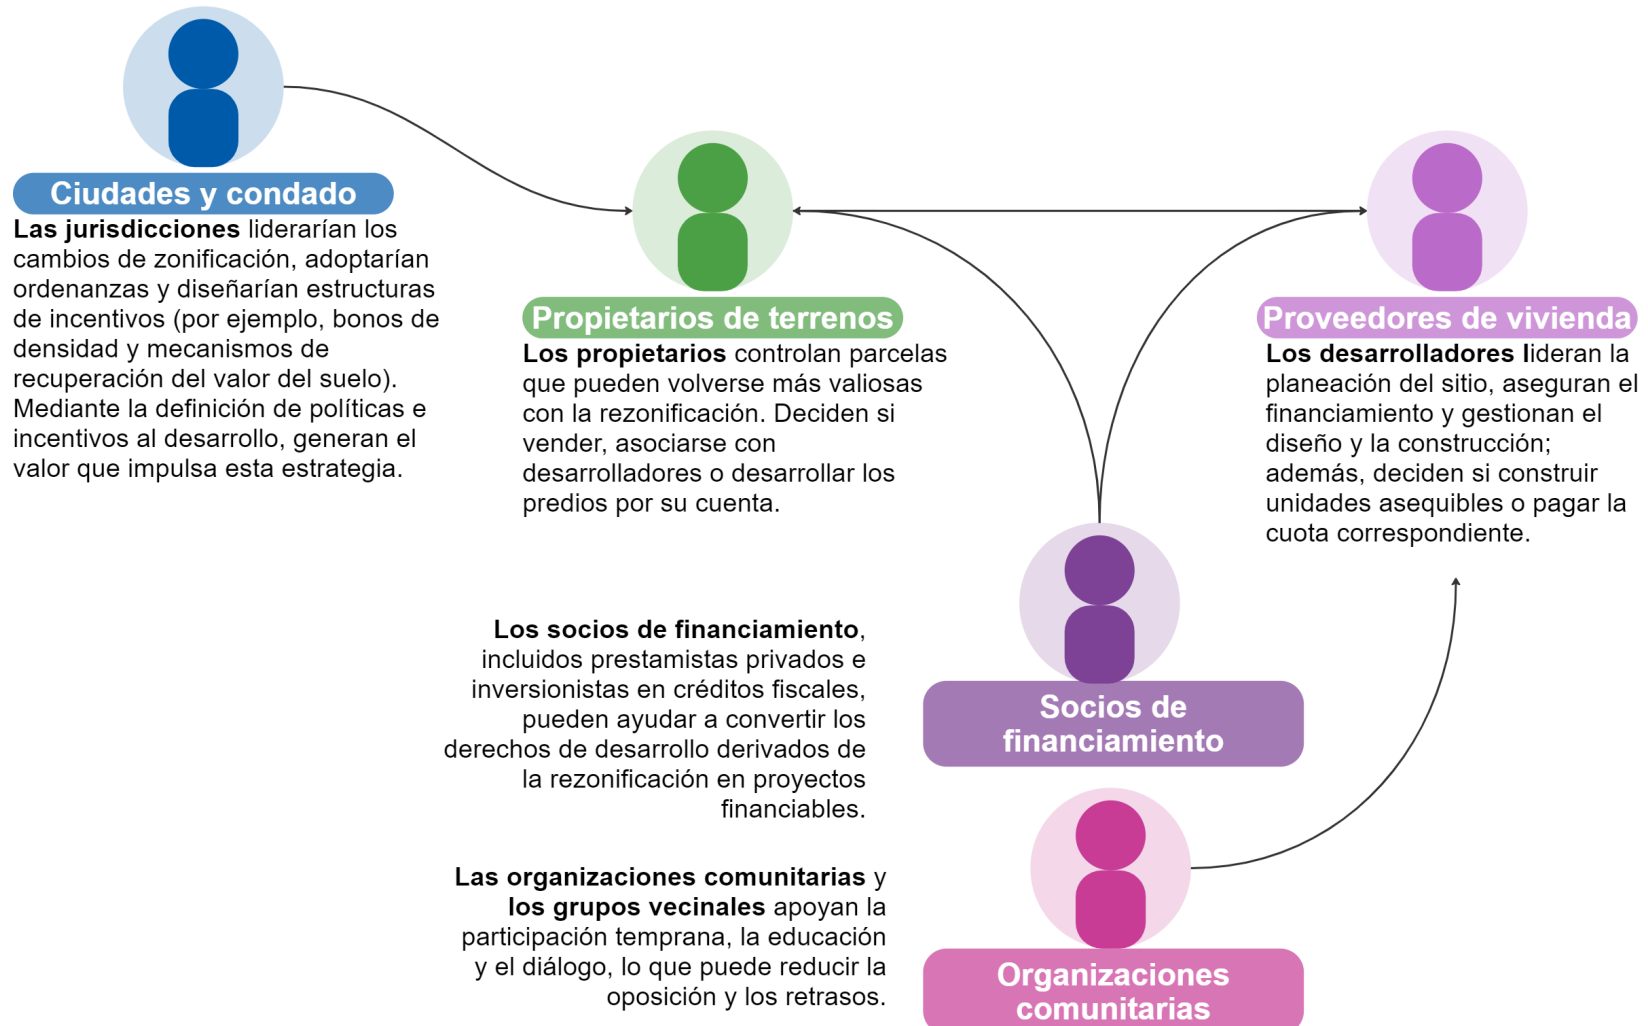 Ciudades y condado
Las jurisdicciones liderarían los
cambios de zonificación, adoptarían
ordenanzas y diseñarían estructuras
de incentivos (por ejemplo, bonos de
densidad y mecanismos de
recuperación del valor del suelo).
Mediante la definición de políticas e
incentivos al desarrollo, generan el
valor que impulsa esta estrategia.
Propietarios de terrenos
Los propietarios controlan parcelas
que pueden volverse más valiosas
con la rezonificación. Deciden si
vender, asociarse con
desarrolladores o desarrollar los
predios por su cuenta.
Proveedores de vivienda
Los desarrolladores lideran la
planeación del sitio, aseguran el
financiamiento y gestionan el
diseño y la construcción;
además, deciden si construir
unidades asequibles o pagar la
cuota correspondiente.
Los socios de financiamiento,
incluidos prestamistas privados e
inversionistas en créditos fiscales,
pueden ayudar a convertir los
derechos de desarrollo derivados de
la rezonificación en proyectos
financiables.
Socios de
financiamiento
Las organizaciones comunitarias y
los grupos vecinales apoyan la
participación temprana, la educación
y el diálogo, lo que puede reducir la
oposición y los retrasos.
Organizaciones
comunitarias